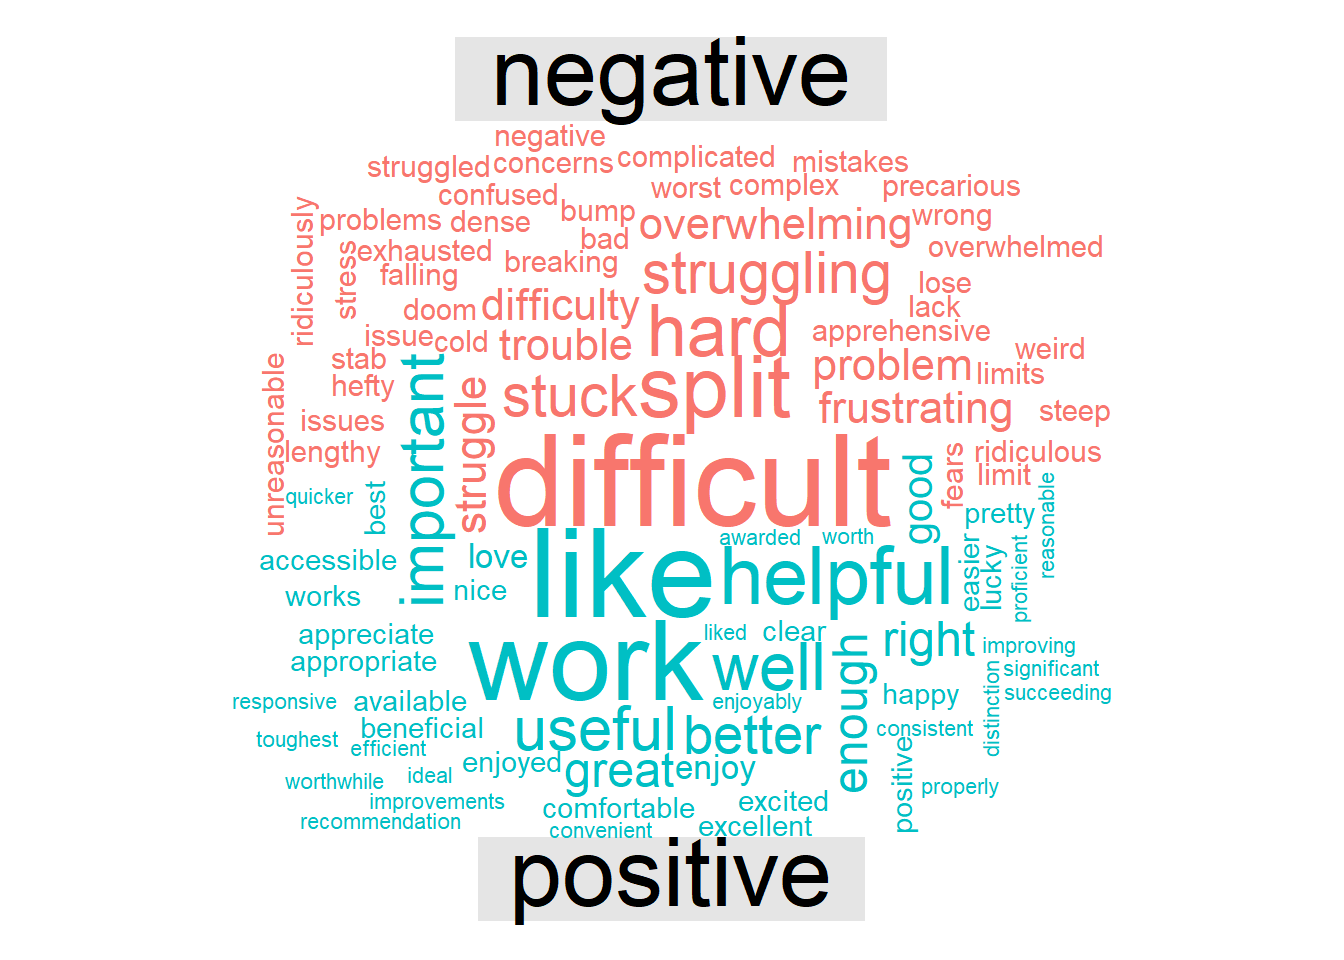 negative
negative
struggled concerns complicated mistakes
confused worst complex precarious
ridiculously problems dense bump overwhelming wrong
stress exhausted bad overwhelmed
falling breaking struggling lose
doom difficulty hard lack
issue cold trouble apprehensive weird
stab important problem limits
unreasonable hefty struggle stuck split frustrating steep
issues
lengthy difficult good fears ridiculous
limit
quicker best pretty reasonable
accessible love like awarded worth helpful easier lucky proficient
works nice
appreciate work liked clear enough right improving
appropriate well distinction significant
responsive available enjoyably happy succeeding
toughest beneficial useful better consistent
efficient positive
worthwhile ideal enjoyed great enjoy properly
improvements comfortable excited
recommendation convenient excellent
positive